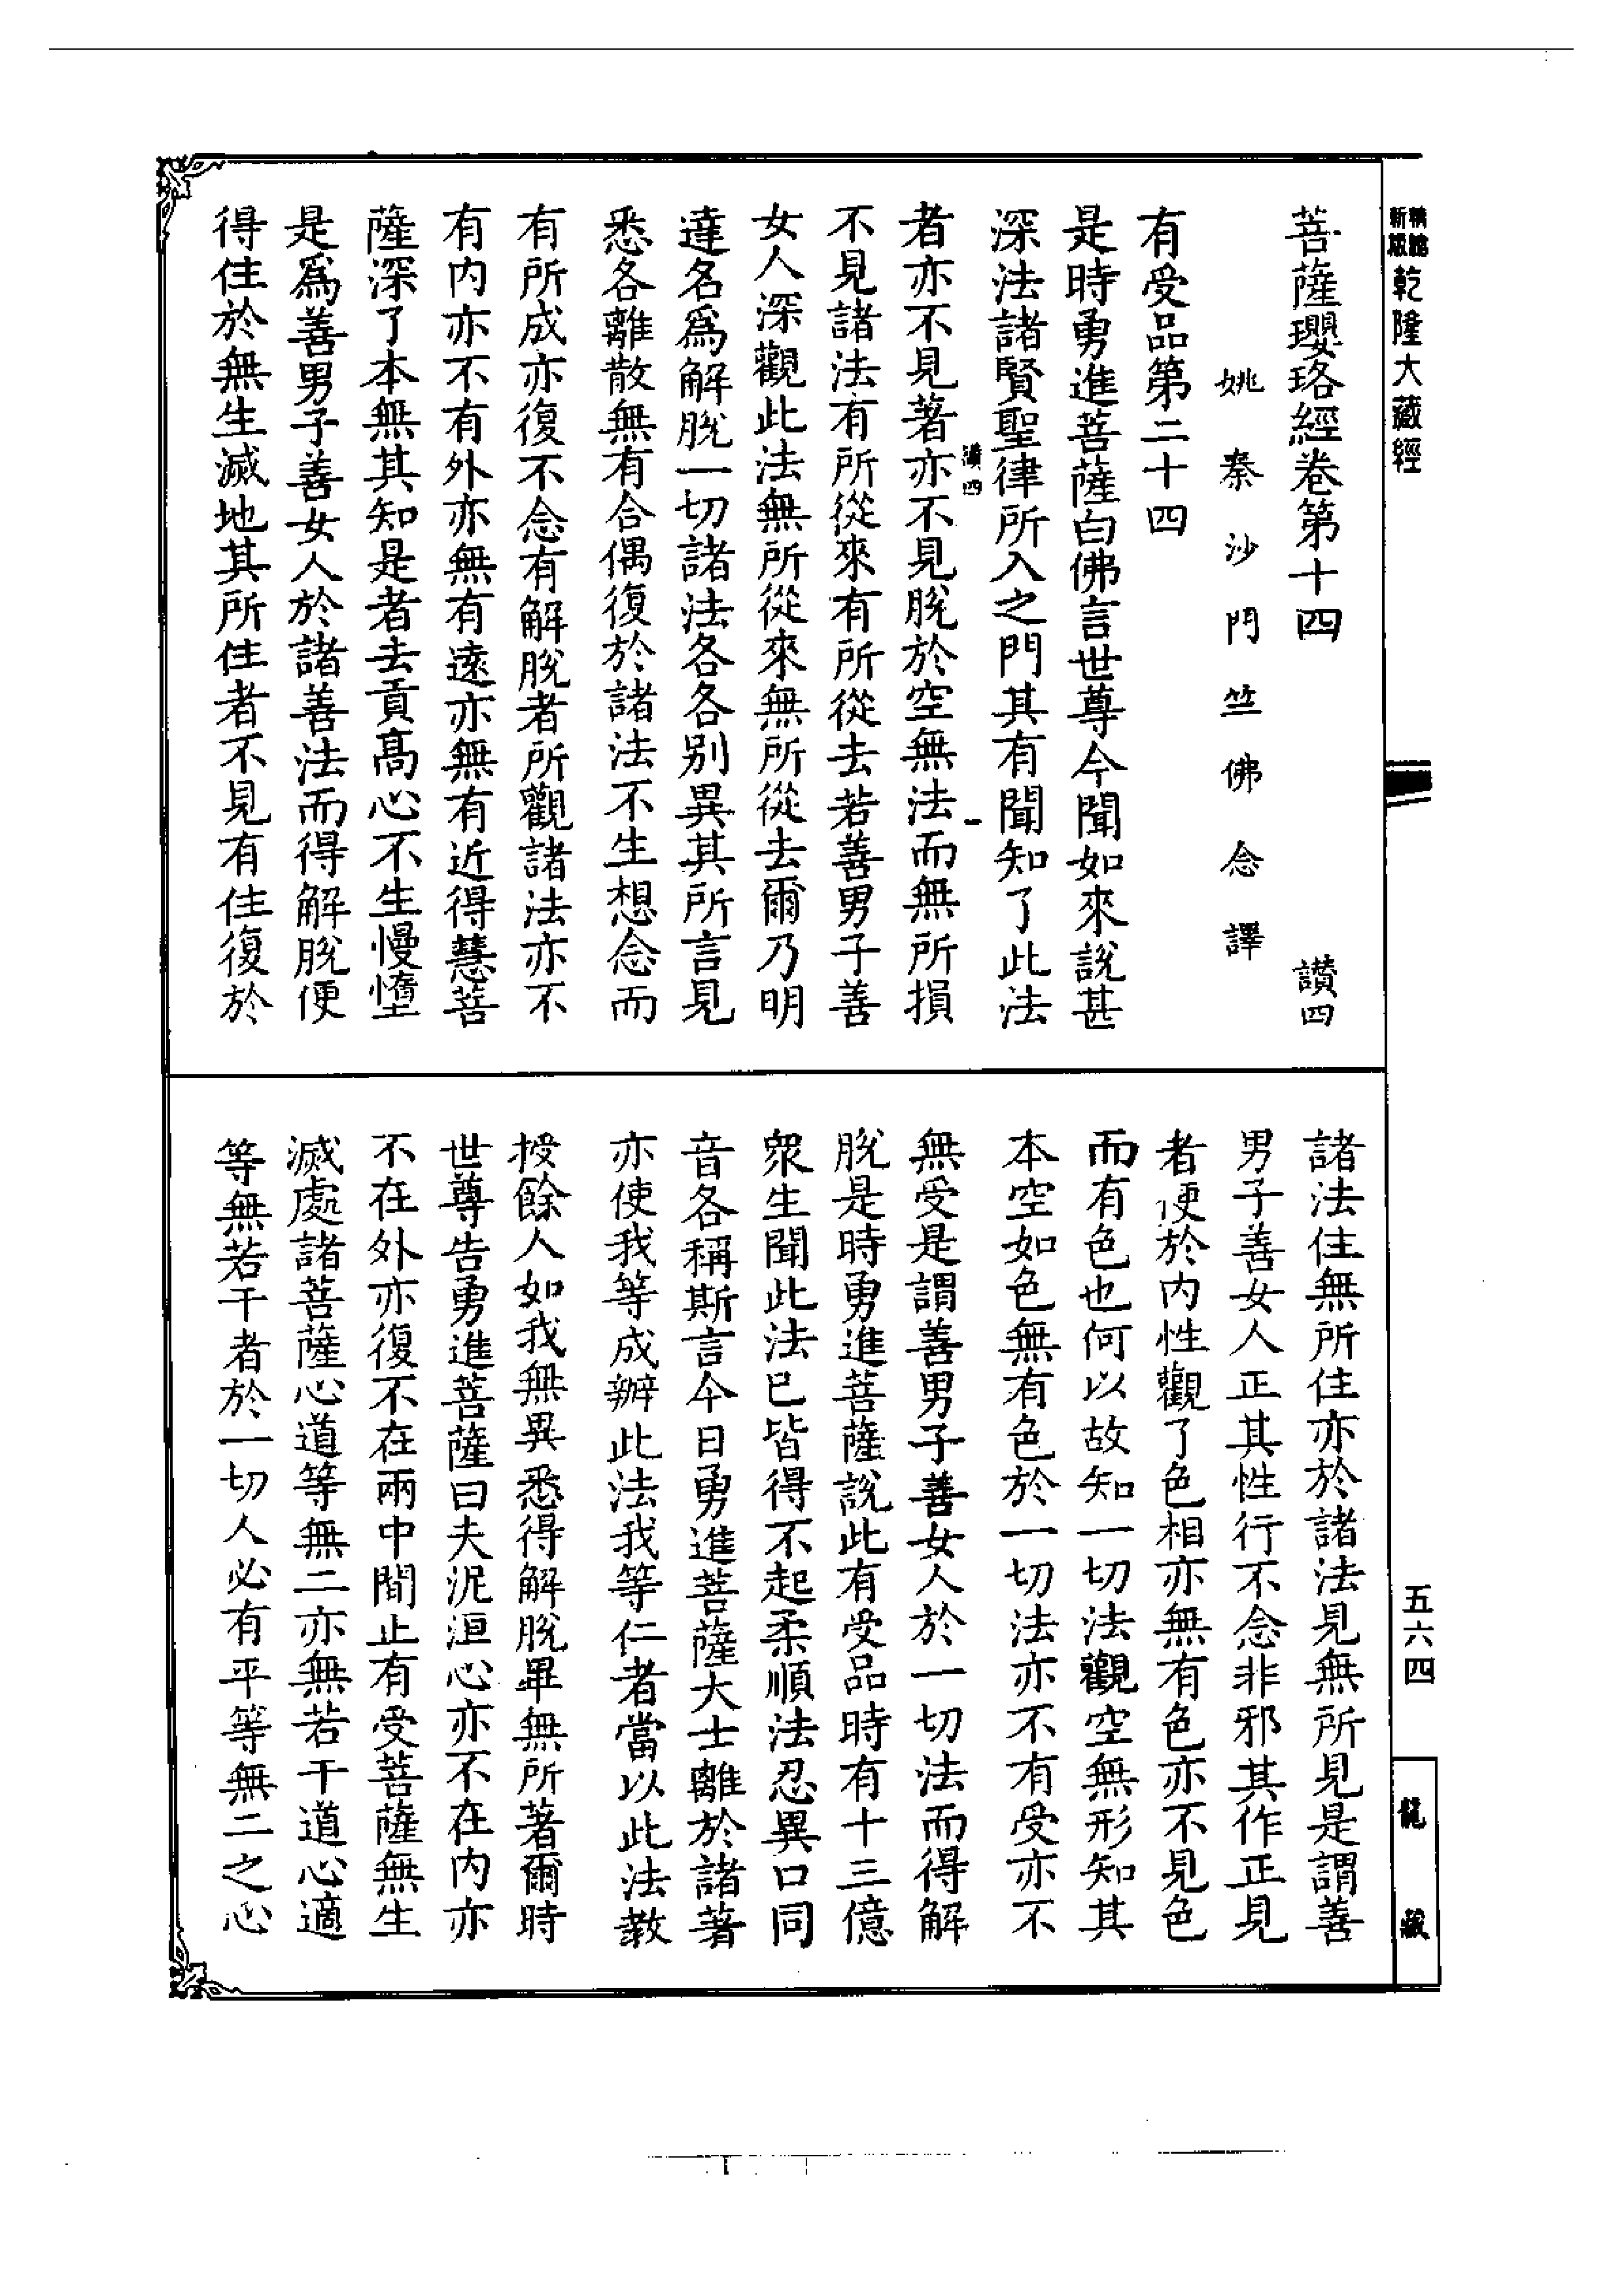 新編縮版乾隆大藏經
菩薩瓔珞經卷第十四 讚四
姚秦沙門竺佛念譯
有受品第二十四
是時勇進菩薩白佛言世尊今聞如來說甚
深法諸賢聖律所入之門其有聞知了此法
者亦不見著亦不見脫於空無法而無所損
不見諸法有所從來有所從去若善男子善
女人深觀此法無所從來無所從去爾乃明
達名為解脫一切諸法各各別異其所言見
悉各離散無有合偶復於諸法不生想念而
有所成亦復不念有解脫者所觀諸法亦不
有內亦不有外亦無有遠亦無有近得慧菩
薩深了本無其知是者去貢高心不生慢惰
是為善男子善女人於諸善法而得解脫便
得住於無生滅地其所住者不見有住復於
諸法住無所住亦於諸法見無所見是謂善
男子善女人正其性行不念非邪其作正見
者便於內性觀了色相亦無有色亦不見色
而有色也何以故知一切法觀空無形知其
本空如色無有色於一切法亦不有受亦不
無受是謂善男子善女人於一切法而得解
脫是時勇進菩薩說此有受品時有十三億
眾生聞此法已皆得不起柔順法忍異口同
音各稱斯言今日勇進菩薩大士離於諸著
亦使我等成辦此法我等仁者當以此法教
授餘人如我無異悉得解脫畢無所著爾時
世尊告勇進菩薩曰夫泥洹心亦不在內亦
不在外亦復不在兩中間止有受菩薩無生
滅處諸菩薩心道等無二亦無若干道心適
等無若干者於一切人必有平等無二之心
五六四
龍藏